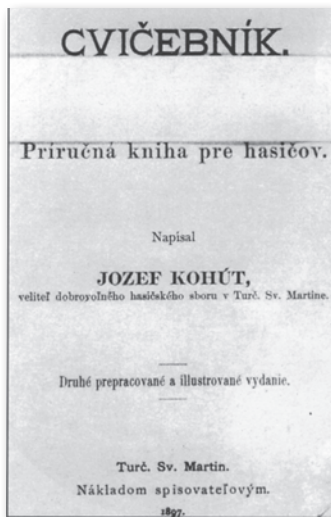 CVIČEBNÍK.
Príručná kniha pre hasičov.
Napisal
JOZEF KOHÚT,
veliteľ dobrovoľného hasičského sboru v Turč. Sv. Martine.
Druhé prepracované a illustrované vydanie.
Turč. Sv. Martin.
Nákladom spisovateľovým.
1897.